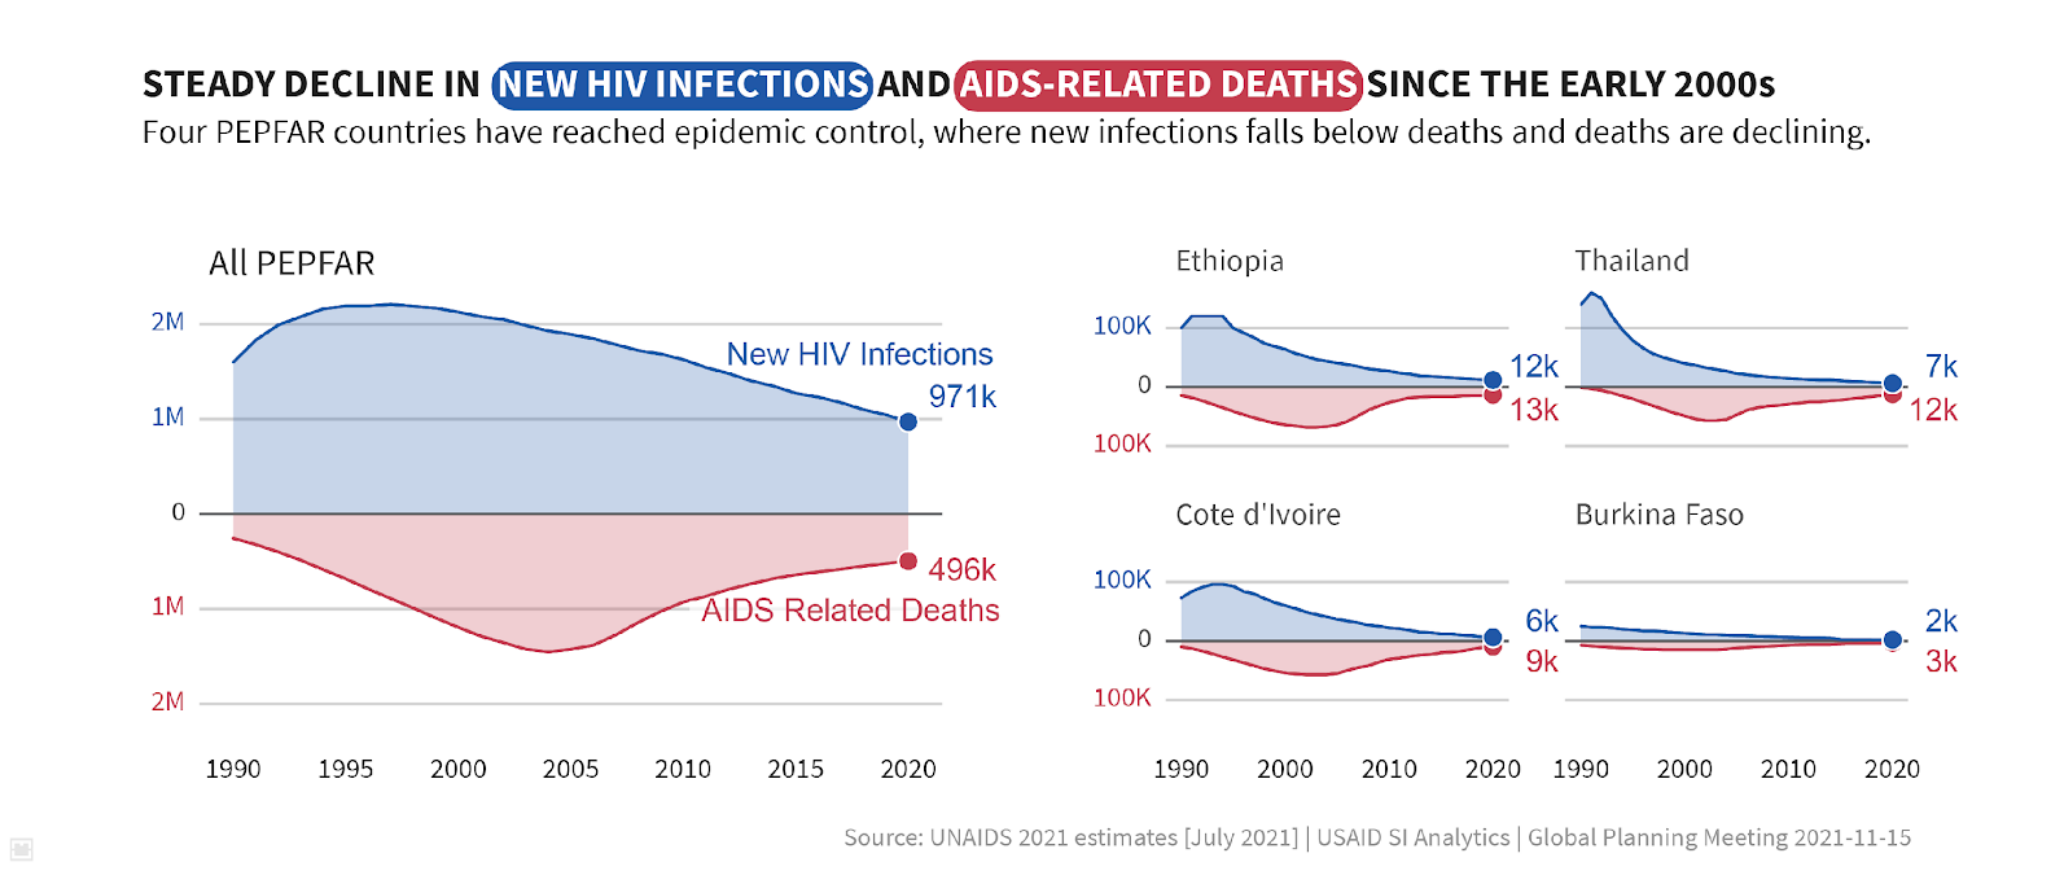 STEADY DECLINE IN NEW HIV INFECTIONS AND AIDS-RELATED DEATHS SINCE THE EARLY 2000s
Four PEPFAR countries have reached epidemic control, where new infections falls below deaths and deaths are declining.
All PEPFAR
2M
1M
0
1M
2M
New HIV Infections
971k
496k
AIDS Related Deaths
1990 1995 2000 2005 2010 2015 2020
Ethiopia
100K
0
100K
12k
13k
Thailand
7k
12k
Cote d'Ivoire
100K
0
100K
6k
9k
Burkina Faso
2k
3k
1990 2000 2010 2020
1990 2000 2010 2020
Source: UNAIDS 2021 estimates [July 2021] | USAID SI Analytics | Global Planning Meeting 2021-11-15